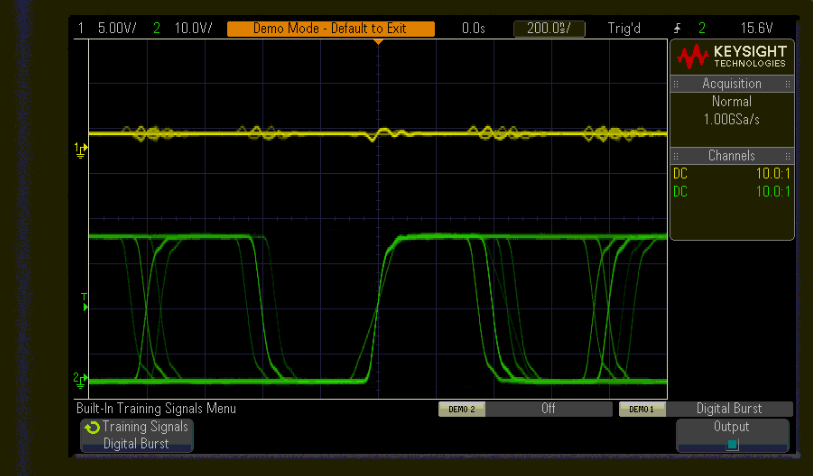 1 5.00V/ 2 10.0V/ Demo Mode - Default to Exit 0.0s 200.0ns/ Trig'd 2 15.6V
KEYSIGHT
TECHNOLOGIES
Acquisition
Normal
1.00GSa/s
Channels
DC 10.0:1
DC 10.0:1
1
T
2
Built-In Training Signals Menu
DEMO 2 Off DEMO 1 Digital Burst
Training Signals
Digital Burst
Output